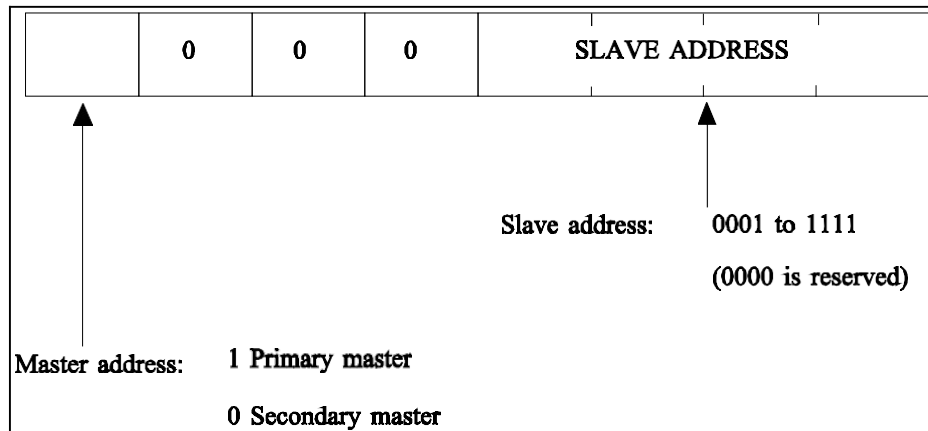 0 0 0 SLAVE ADDRESS
Slave address: 0001 to 1111
(0000 is reserved)
Master address: 1 Primary master
0 Secondary master